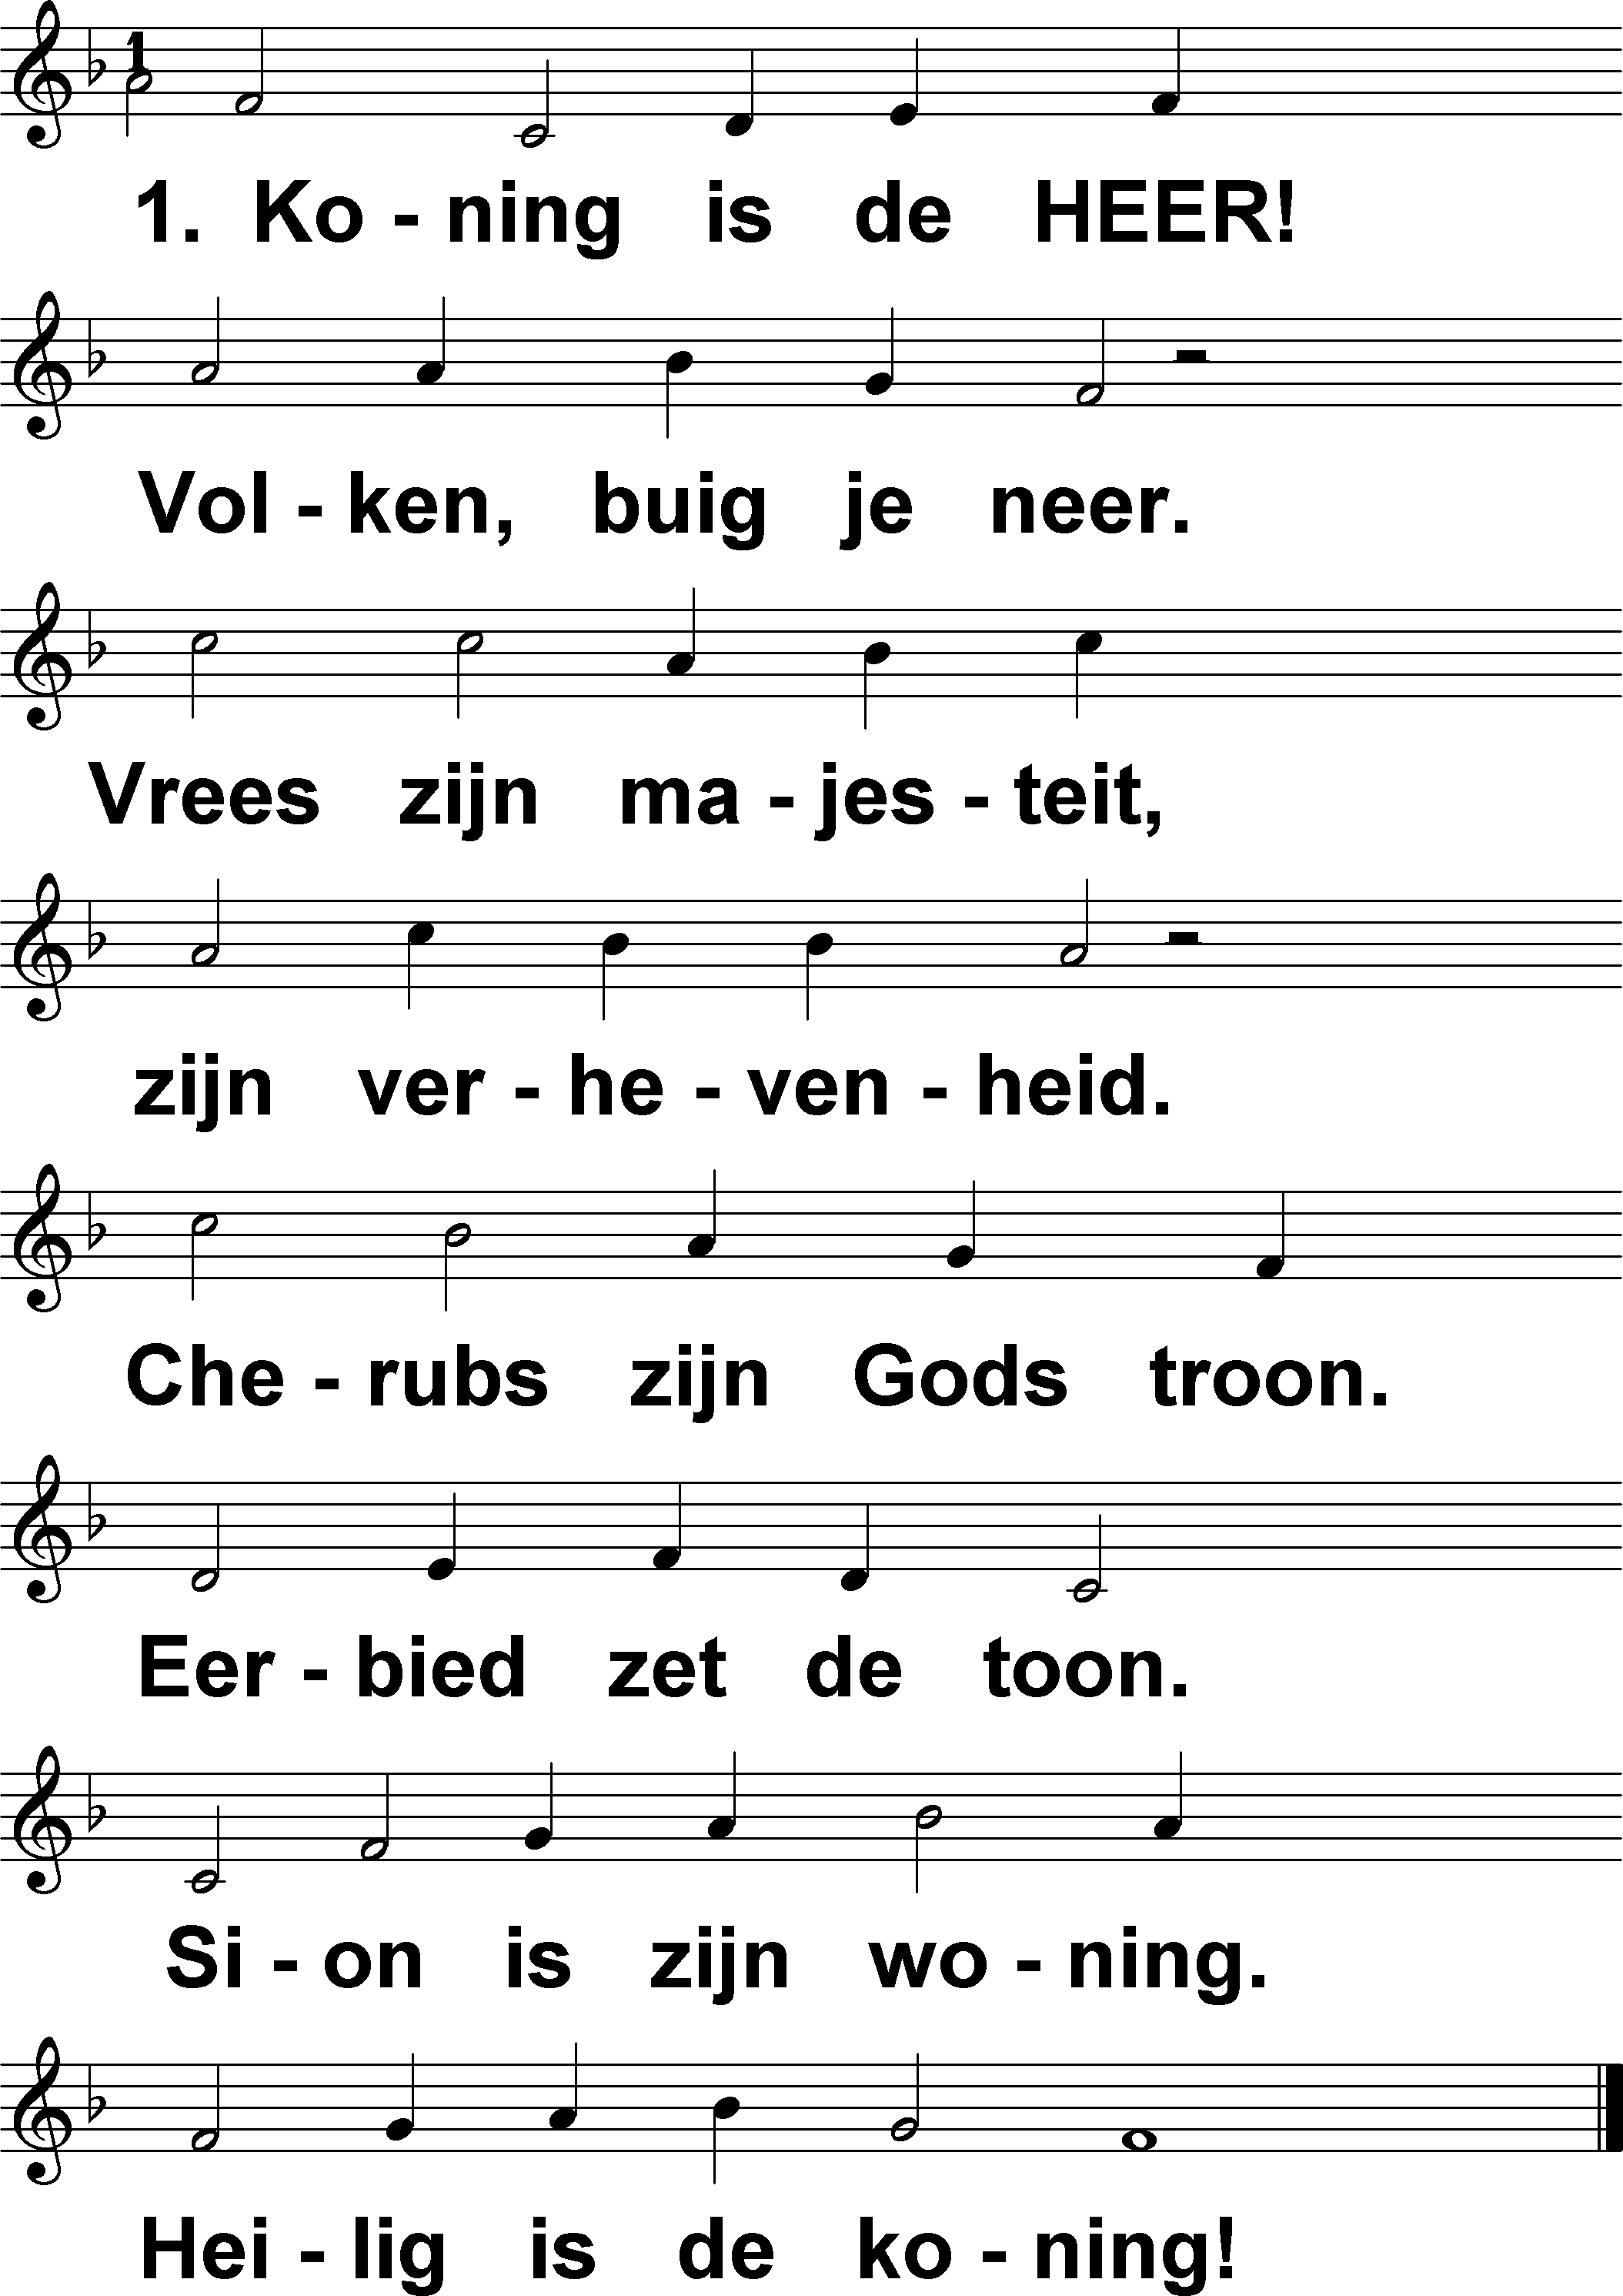 1
1. Ko - ning is de HEER!
Vol - ken, buig je neer.
Vrees zijn ma - jes - teit,
zijn ver - he - ven - heid.
Che - rubs zijn Gods troon.
Eer - bied zet de toon.
Si - on is zijn wo - ning.
Hei - lig is de ko - ning!